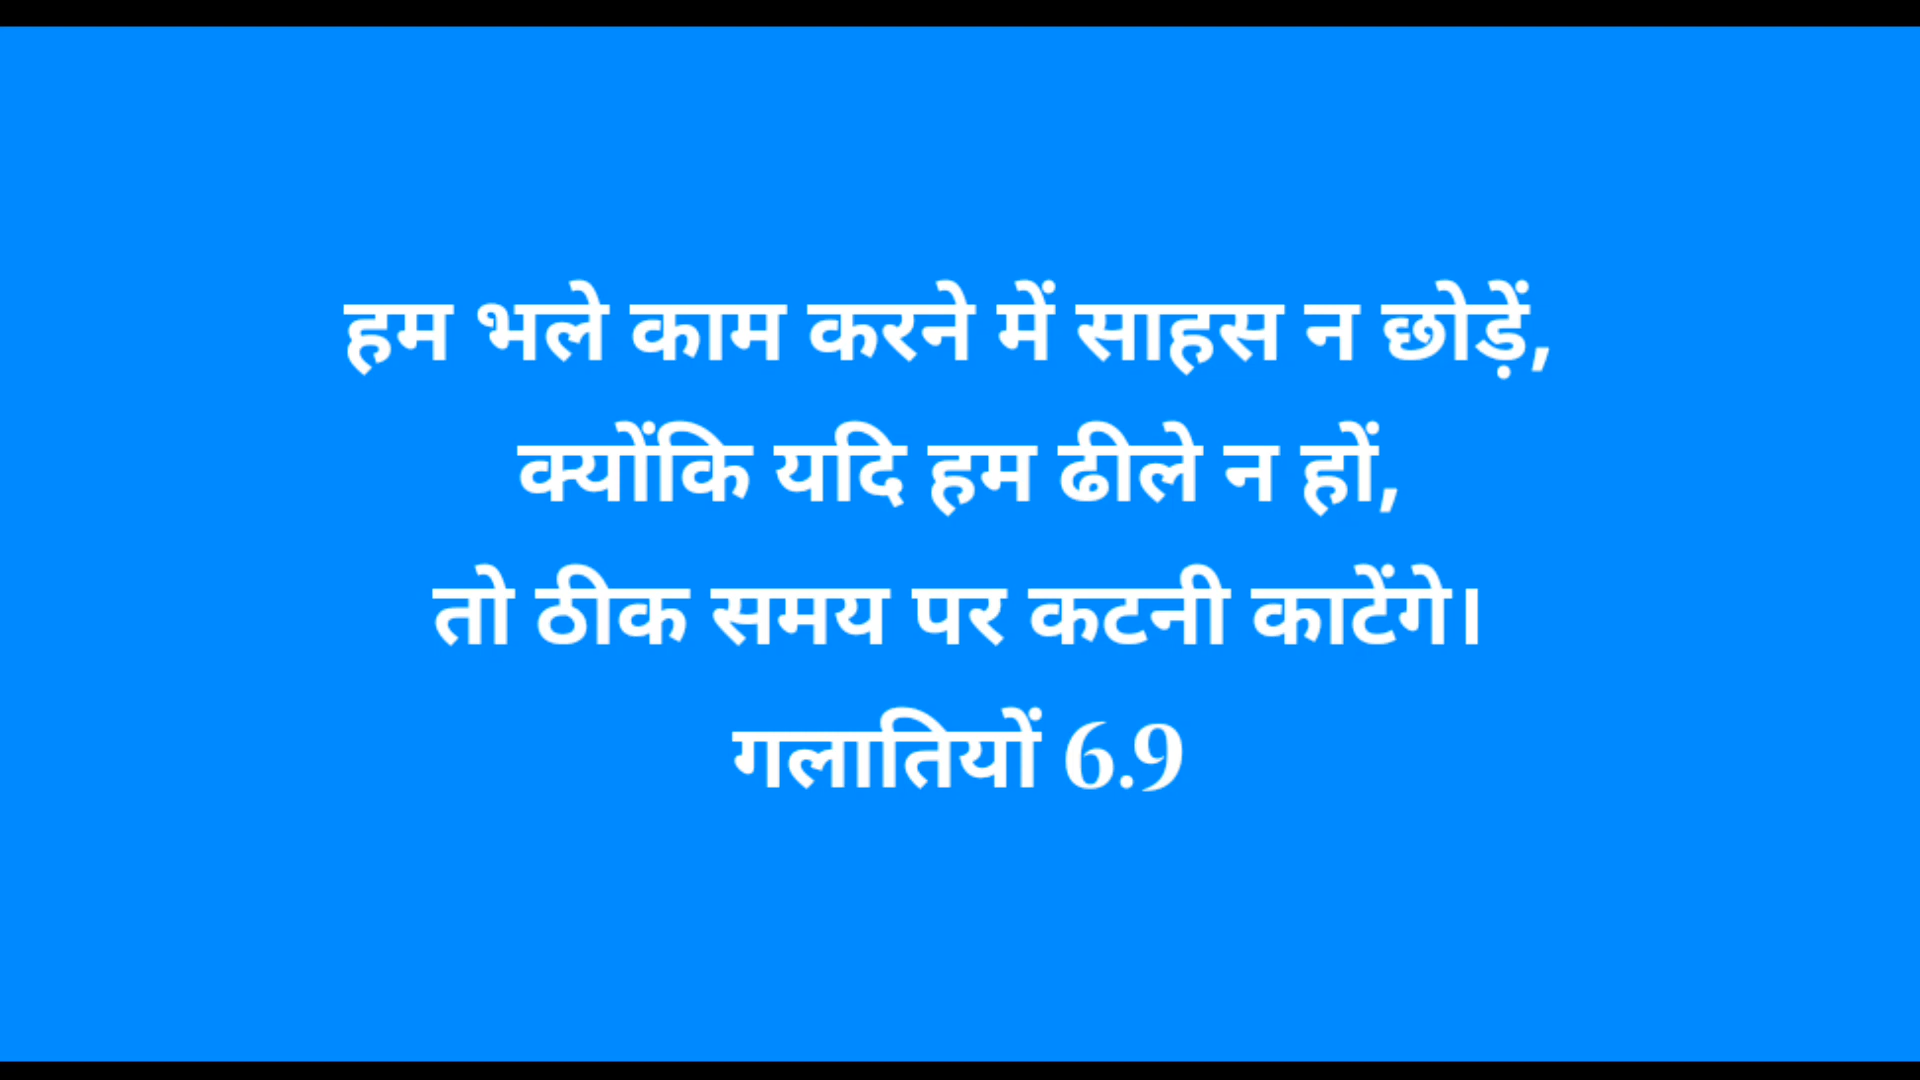 हम भले काम करने में साहस न छोड़ें,
क्योंकि यदि हम ढीले न हों,
तो ठीक समय पर कटनी काटेंगे।
गलातियों 6.9